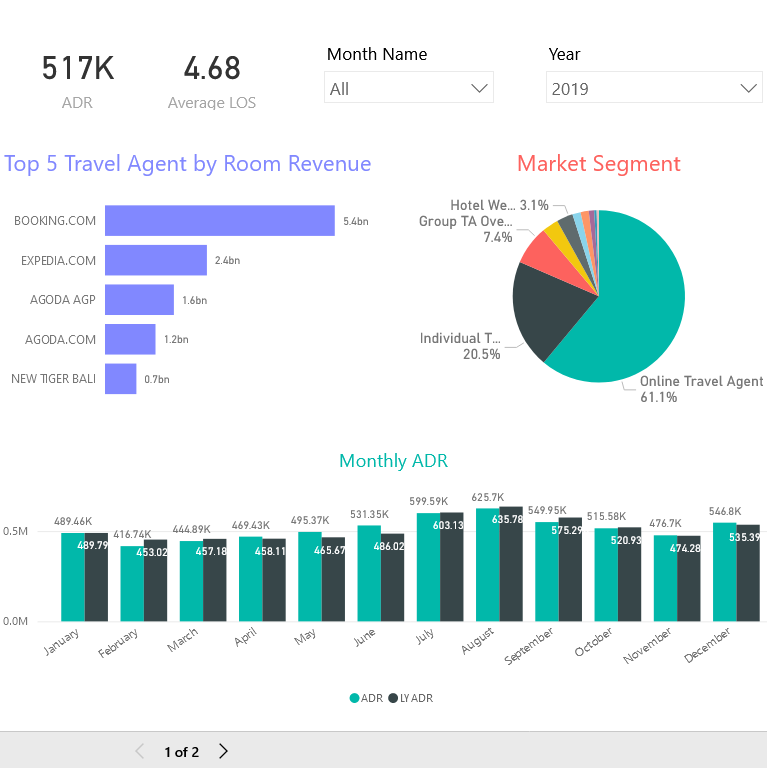 517K
ADR
4.68
Average LOS
Month Name
All
Year
2019
Top 5 Travel Agent by Room Revenue
BOOKING.COM
5.4bn
EXPEDIA.COM
2.4bn
AGODA AGP
1.6bn
AGODA.COM
1.2bn
NEW TIGER BALI
0.7bn
Market Segment
Hotel We... 3.1%
Group TA Ove...
7.4%
Individual T...
20.5%
Online Travel Agent
61.1%
Monthly ADR
0.5M
0.0M
489.46K
416.74K
444.89K
469.43K
495.37K
531.35K
599.59K
625.7K
549.95K
515.58K
476.7K
546.8K
489.79
453.02
457.18
458.11
465.67
486.02
603.13
635.78
575.29
520.93
474.28
535.39
January
February
March
April
May
June
July
August
September
October
November
December
ADR
LY ADR
1 of 2